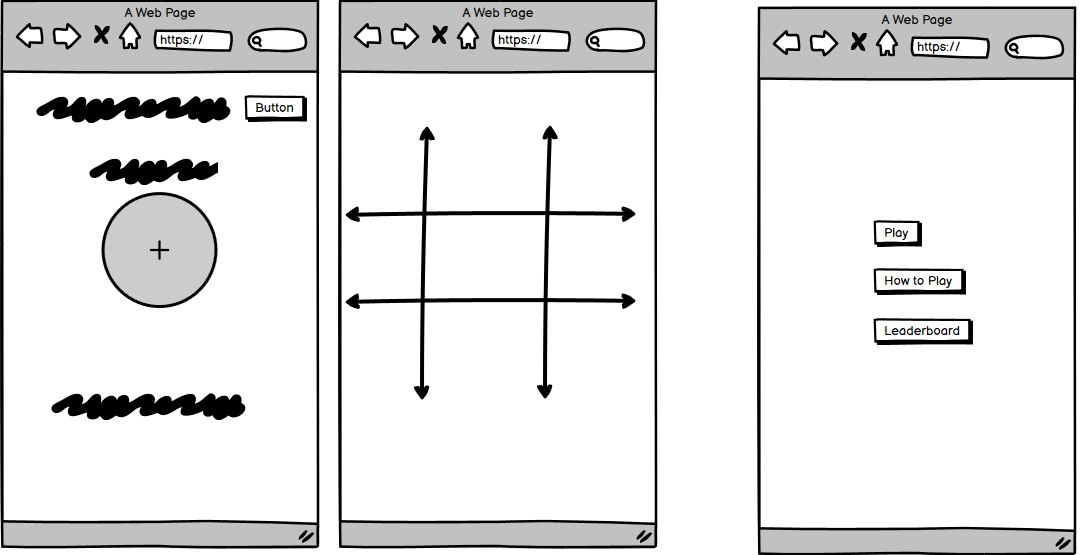 A Web Page
https://
Button
A Web Page
https://
A Web Page
https://
Play
How to Play
Leaderboard